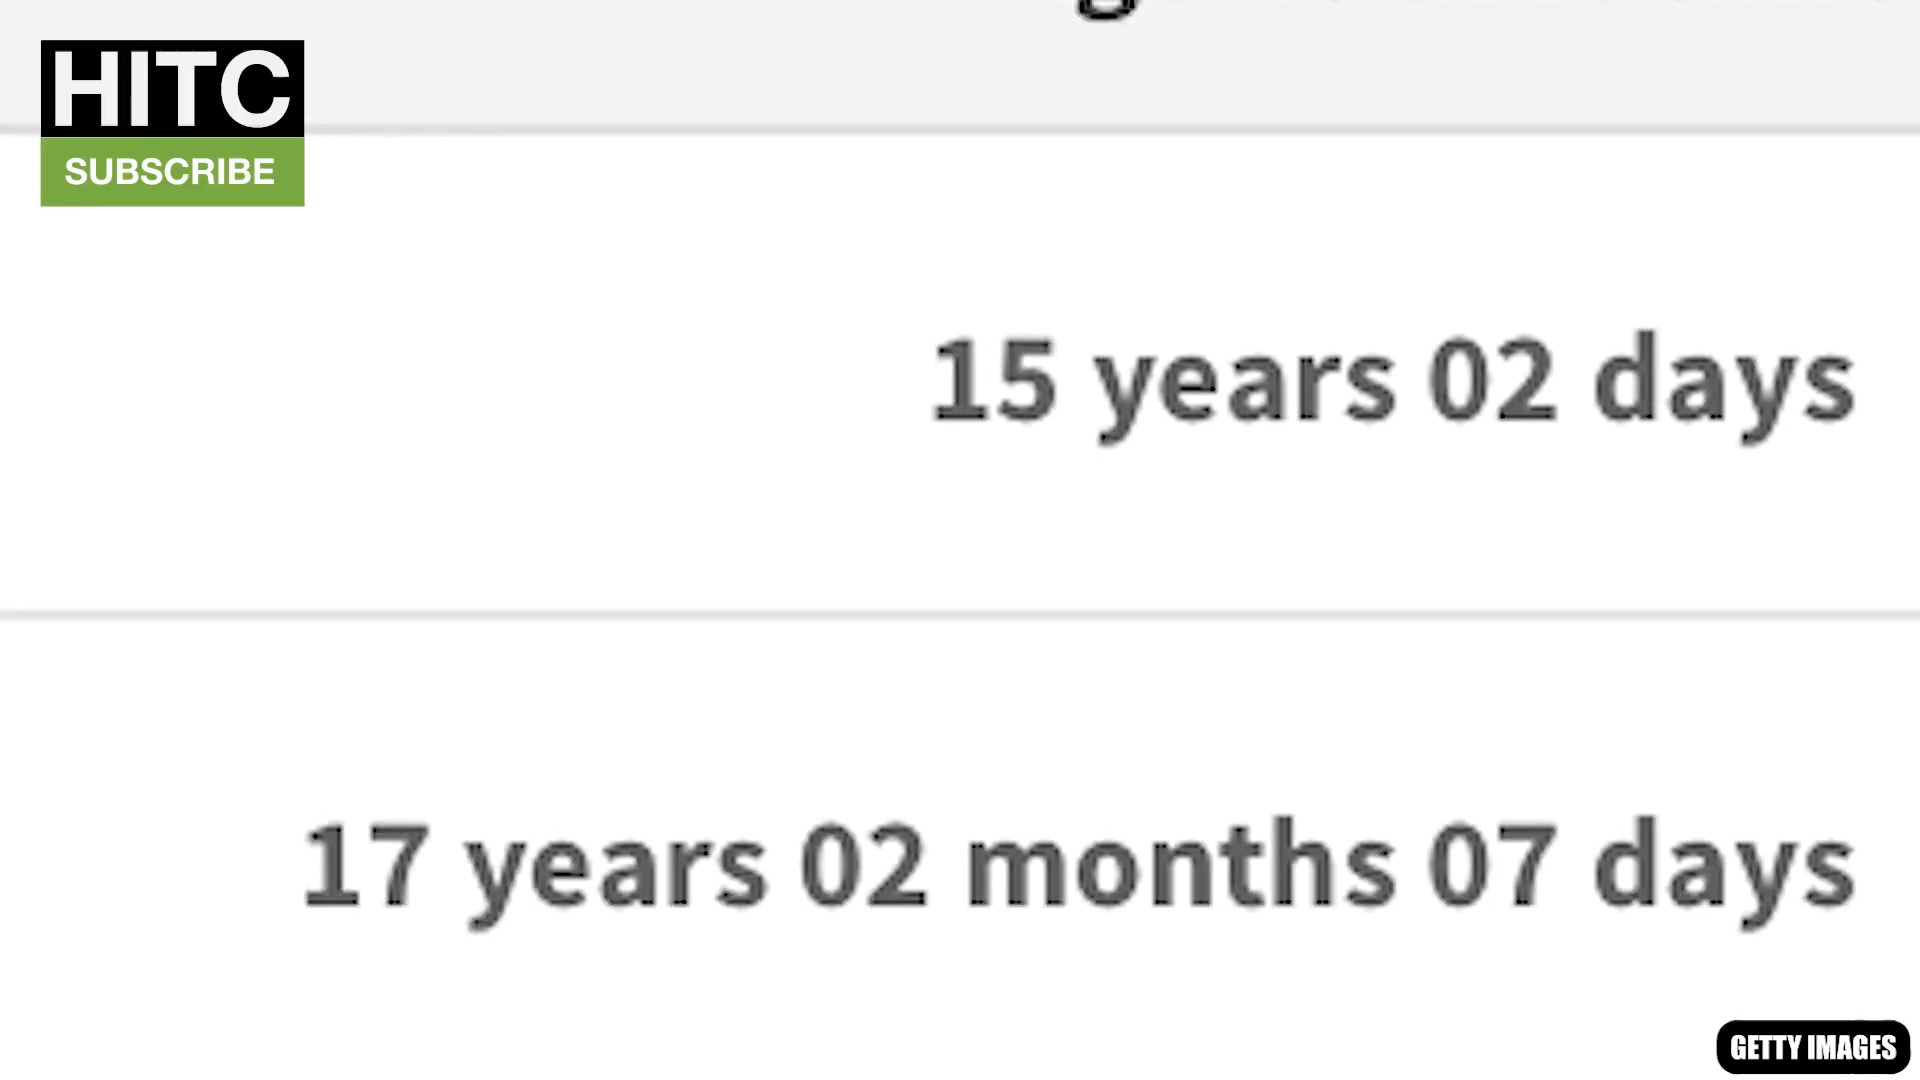 HITC
SUBSCRIBE
15 years 02 days
17 years 02 months 07 days
GETTY IMAGES